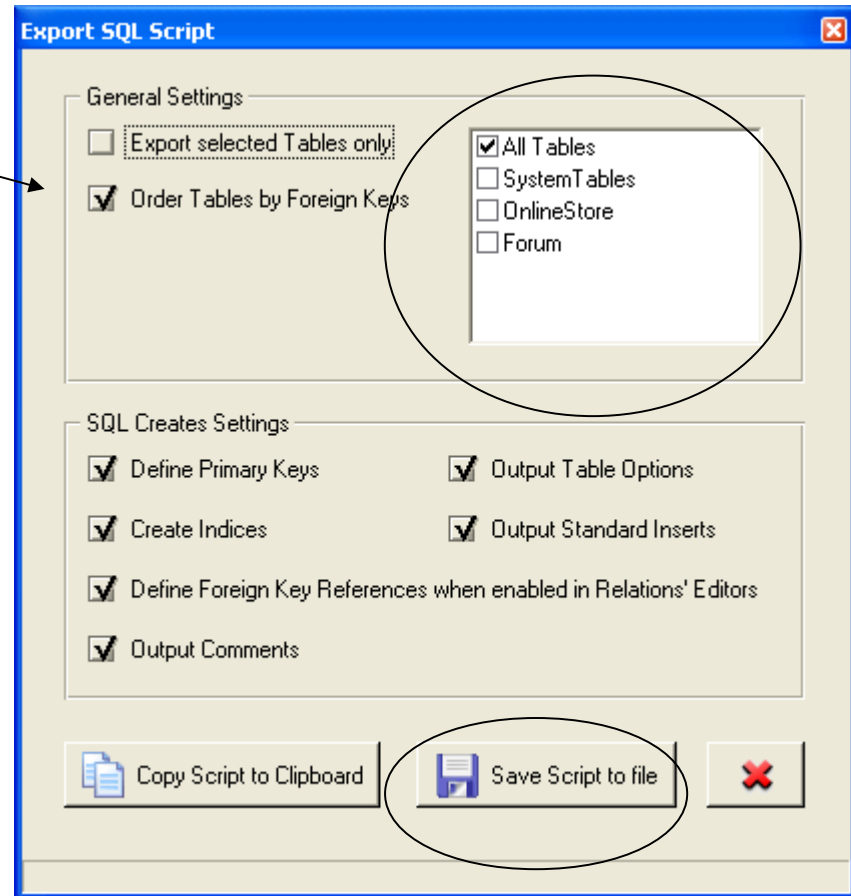 Export SQL Script
General Settings
Export selected Tables only
Order Tables by Foreign Keys
All Tables
SystemTables
OnlineStore
Forum
SQL Creates Settings
Define Primary Keys
Output Table Options
Create Indices
Output Standard Inserts
Define Foreign Key References when enabled in Relations' Editors
Output Comments
Copy Script to Clipboard
Save Script to file